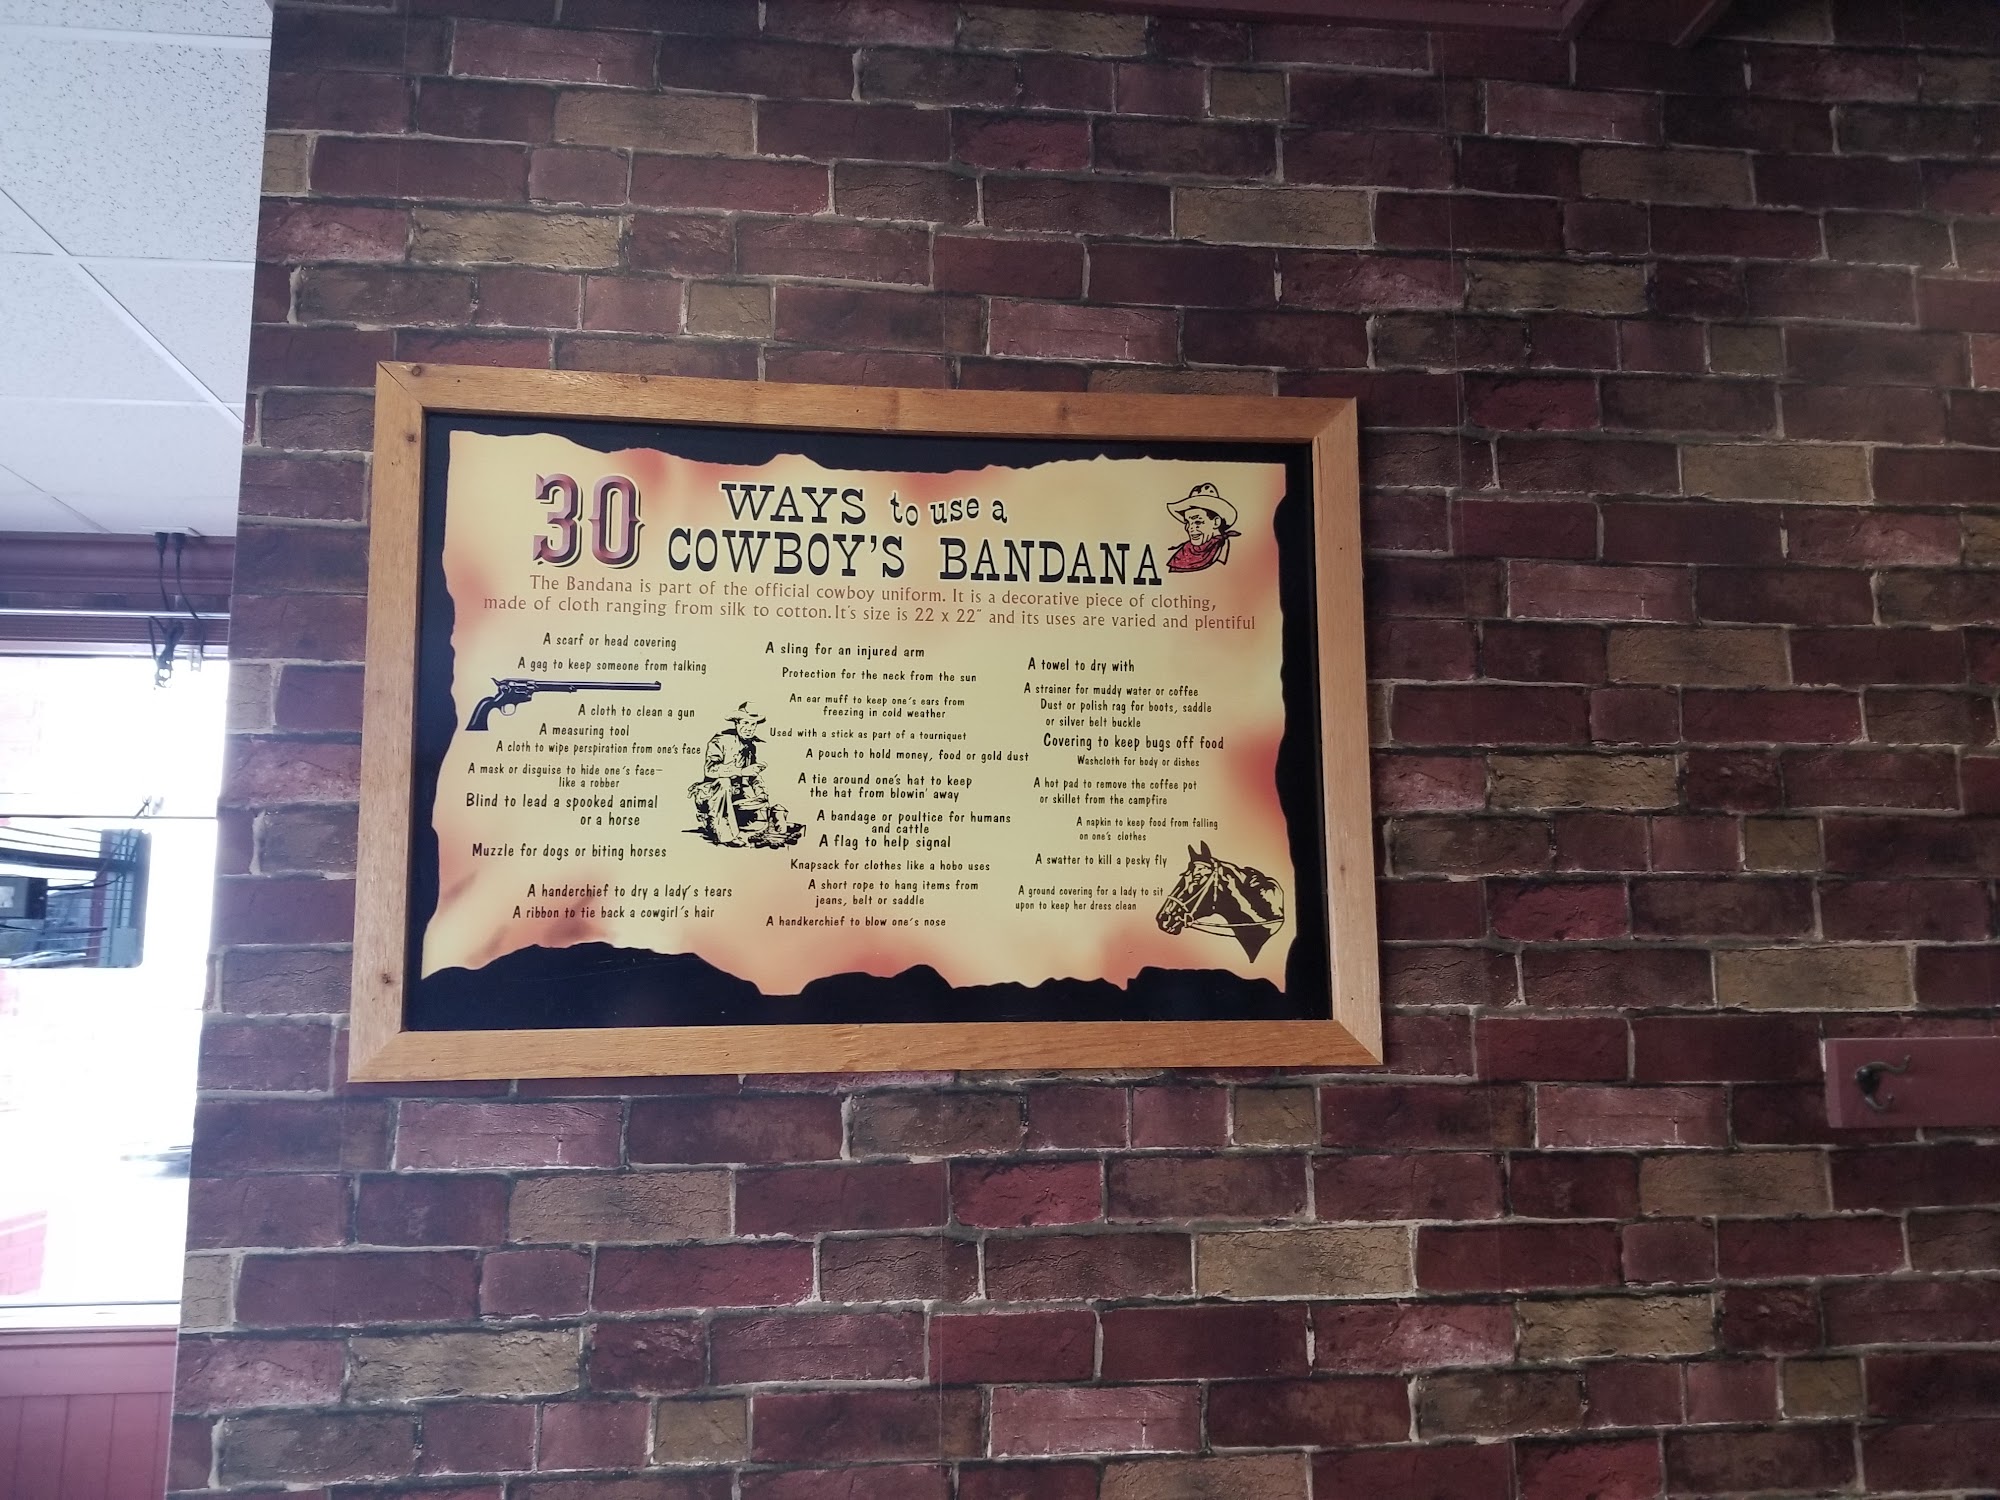 30 WAYS to use a
COWBOY'S BANDANA
The Bandana is part of the official cowboy uniform. It is a decorative piece of clothing,
made of cloth ranging from silk to cotton. It's size is 22 x 22" and its uses are varied and plentiful
A scarf or head covering
A gag to keep someone from talking
A cloth to clean a gun
A measuring tool
A cloth to wipe perspiration from one's face
A mask or disguise to hide one's face-
like a robber
Blind to lead a spooked animal
or a horse
Muzzle for dogs or biting horses
A handerchief to dry a lady's tears
A ribbon to tie back a cowgirl's hair
A sling for an injured arm
Protection for the neck from the sun
An ear muff to keep one's ears from
freezing in cold weather
Used with a stick as part of a tourniquet
A pouch to hold money, food or gold dust
A tie around one's hat to keep
the hat from blowin' away
A bandage or poultice for humans
and cattle
A flag to help signal
Knapsack for clothes like a hobo uses
A short rope to hang items from
jeans, belt or saddle
A handkerchief to blow one's nose
A towel to dry with
A strainer for muddy water or coffee
Dust or polish rag for boots, saddle
or silver belt buckle
Covering to keep bugs off food
Washcloth for body or dishes
A hot pad to remove the coffee pot
or skillet from the campfire
A napkin to keep food from falling
on one's clothes
A swatter to kill a pesky fly
A ground covering for a lady to sit
upon to keep her dress clean